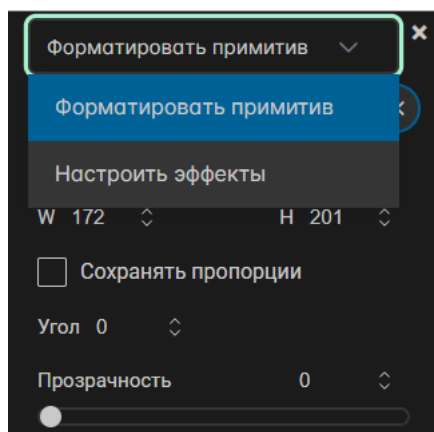 Форматировать примитив
Форматировать примитив
Настроить эффекты
W 172 H 201
Сохранять пропорции
Угол 0
Прозрачность 0